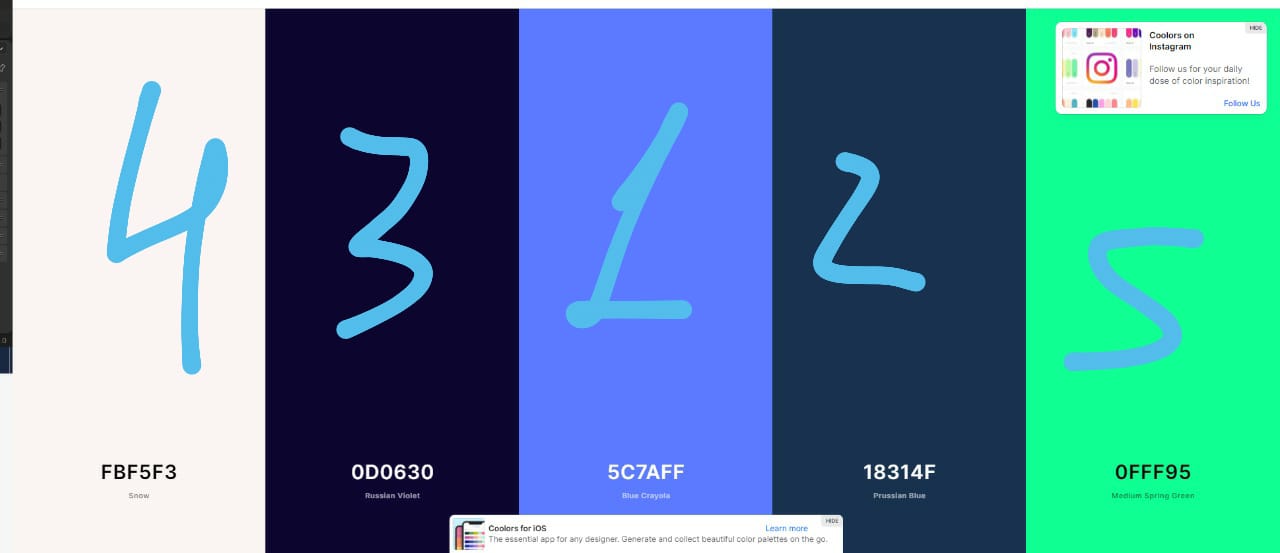 4 3 1 2 5
HIDE
Coolors on
Instagram
Follow us for your daily
dose of color inspiration!
Follow Us
FBF5F3 0D0630 5C7AFF 18314F 0FFF95
Snow Russian Violet Blue Crayola Prussian Blue Medium Spring Green
Coolors for iOS Learn more HIDE
The essential app for any designer. Generate and collect beautiful color palettes on the go.